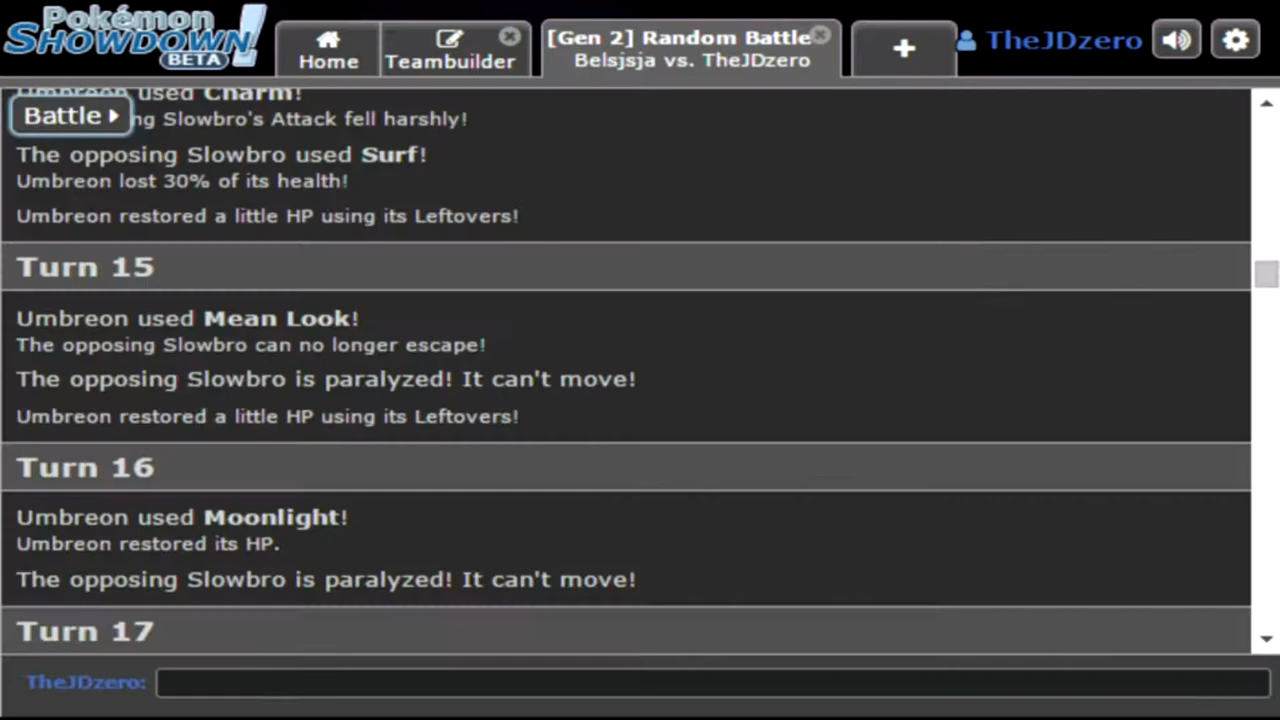 Pokémon
SHOWDOWN!
BETA
Home
Teambuilder
[Gen 2] Random Battle
Belsjsja vs. TheJDzero
+
TheJDzero
Umbreon used Charm!
Battle
ng Slowbro's Attack fell harshly!
The opposing Slowbro used Surf!
Umbreon lost 30% of its health!
Umbreon restored a little HP using its Leftovers!
Turn 15
Umbreon used Mean Look!
The opposing Slowbro can no longer escape!
The opposing Slowbro is paralyzed! It can't move!
Umbreon restored a little HP using its Leftovers!
Turn 16
Umbreon used Moonlight!
Umbreon restored its HP.
The opposing Slowbro is paralyzed! It can't move!
Turn 17
TheJDzero: